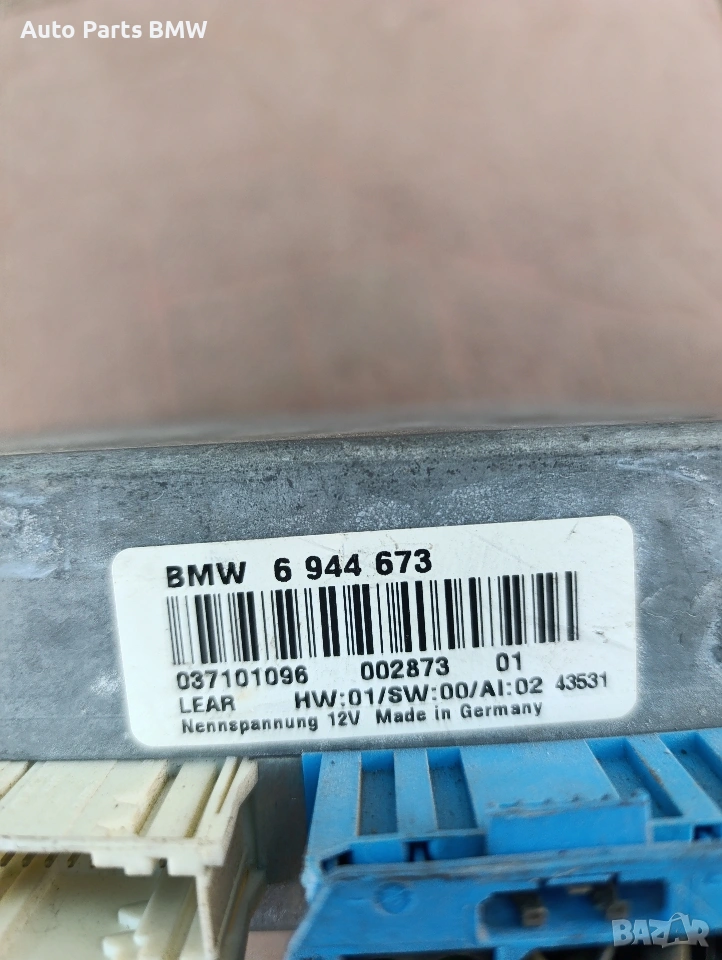 Auto Parts BMW
BMW 6 944 673
037101096 002873 01
LEAR HW:01/SW:00/AI:02 43531
Nennspannung 12V Made in Germany
BAZAR